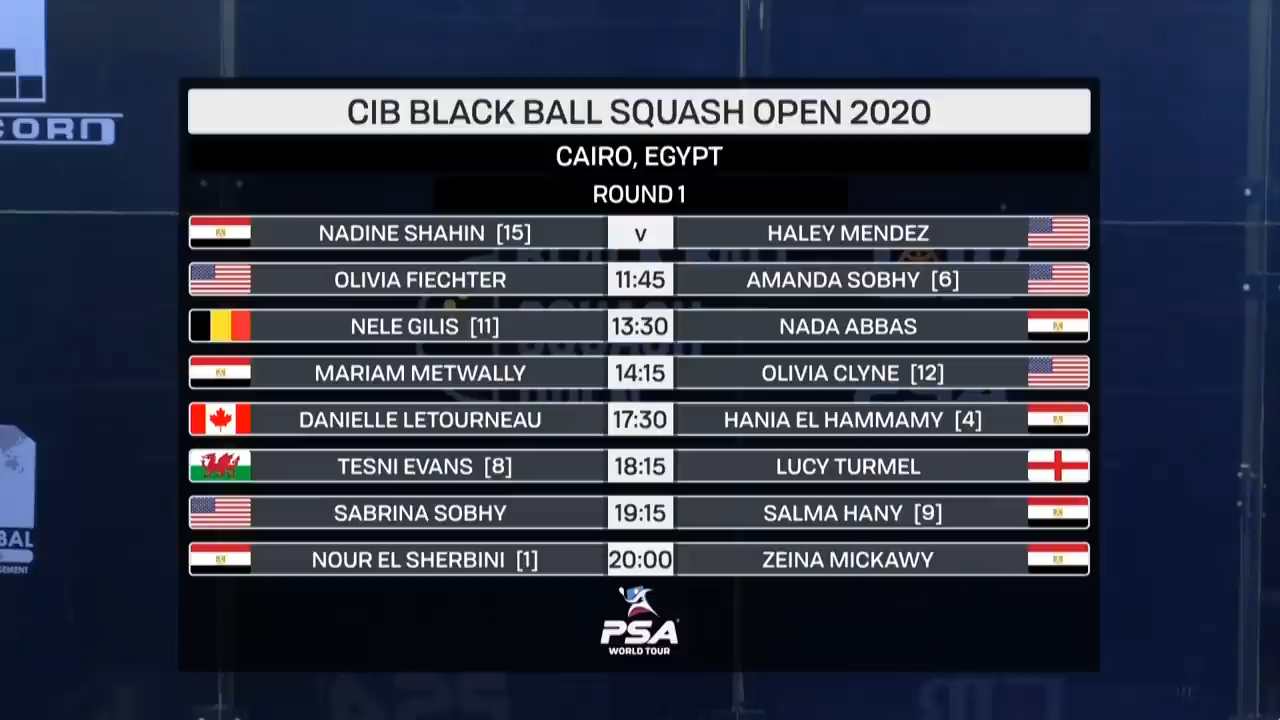 CORN
CIB BLACK BALL SQUASH OPEN 2020
CAIRO, EGYPT
ROUND 1
NADINE SHAHIN [15] v HALEY MENDEZ
OLIVIA FIECHTER 11:45 AMANDA SOBHY [6]
NELE GILIS [11] 13:30 NADA ABBAS
MARIAM METWALLY 14:15 OLIVIA CLYNE [12]
DANIELLE LETOURNEAU 17:30 HANIA EL HAMMAMY [4]
TESNI EVANS [8] 18:15 LUCY TURMEL
SABRINA SOBHY 19:15 SALMA HANY [9]
NOUR EL SHERBINI [1] 20:00 ZEINA MICKAWY
BAL
EMENT
PSA
WORLD TOUR